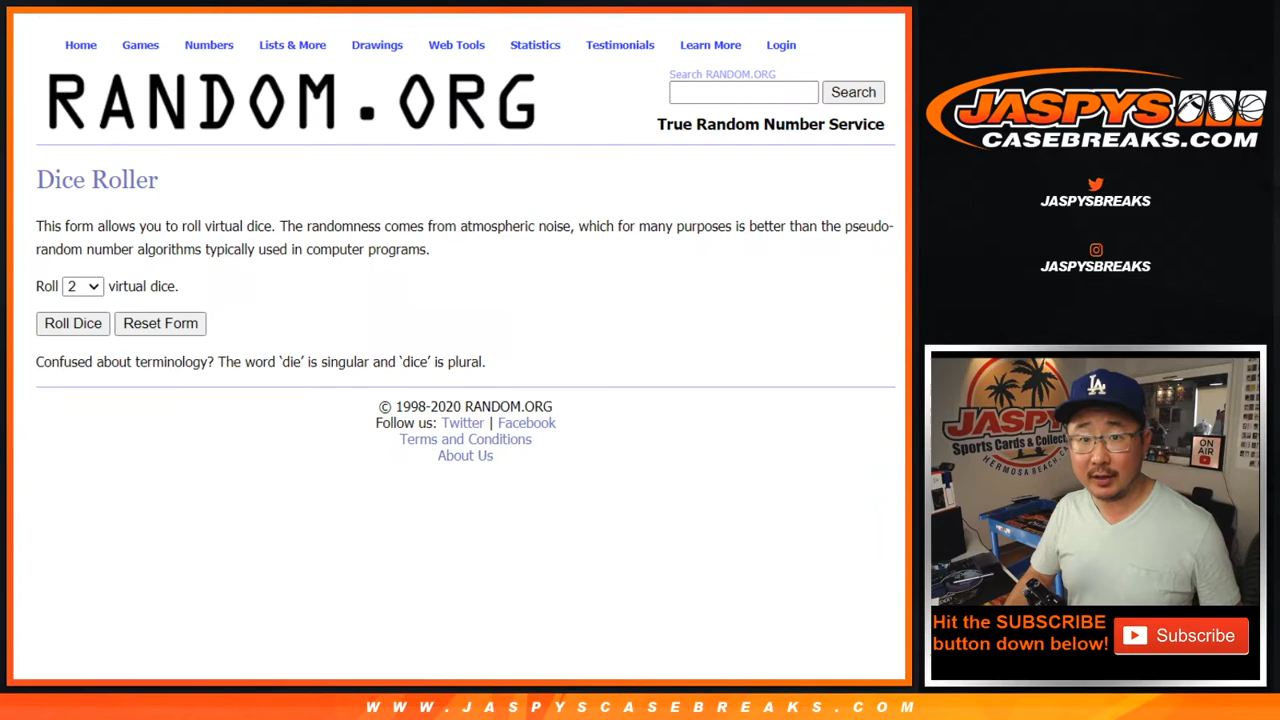 Home Games Numbers Lists & More Drawings Web Tools Statistics Testimonials Learn More Login
RANDOM.ORG
Search RANDOM.ORG
Search
True Random Number Service
Dice Roller
This form allows you to roll virtual dice. The randomness comes from atmospheric noise, which for many purposes is better than the pseudo-
random number algorithms typically used in computer programs.
Roll 2 virtual dice.
Roll Dice Reset Form
Confused about terminology? The word ‘die’ is singular and ‘dice’ is plural.
© 1998-2020 RANDOM.ORG
Follow us: Twitter | Facebook
Terms and Conditions
About Us
JASPYS
CASEBREAKS.COM
JASPYSBREAKS
JASPYSBREAKS
LA
JASPY
Sports Cards & Collect
HERMOSA BEACH, CA
ON
AIR
Hit the SUBSCRIBE
button down below!
Subscribe
WWW.JASPYSCASEBREAKS.COM